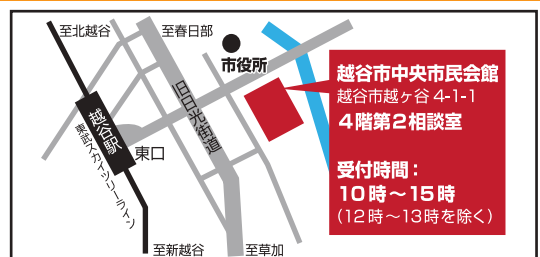 至北越谷
至春日部
市役所
旧日光街道
越谷駅
東武スカイツリーライン
東口
至新越谷
至草加
越谷市中央市民会館
越谷市越ヶ谷 4-1-1
4階第2相談室
受付時間：
10時～15時
(12時～13時を除く)